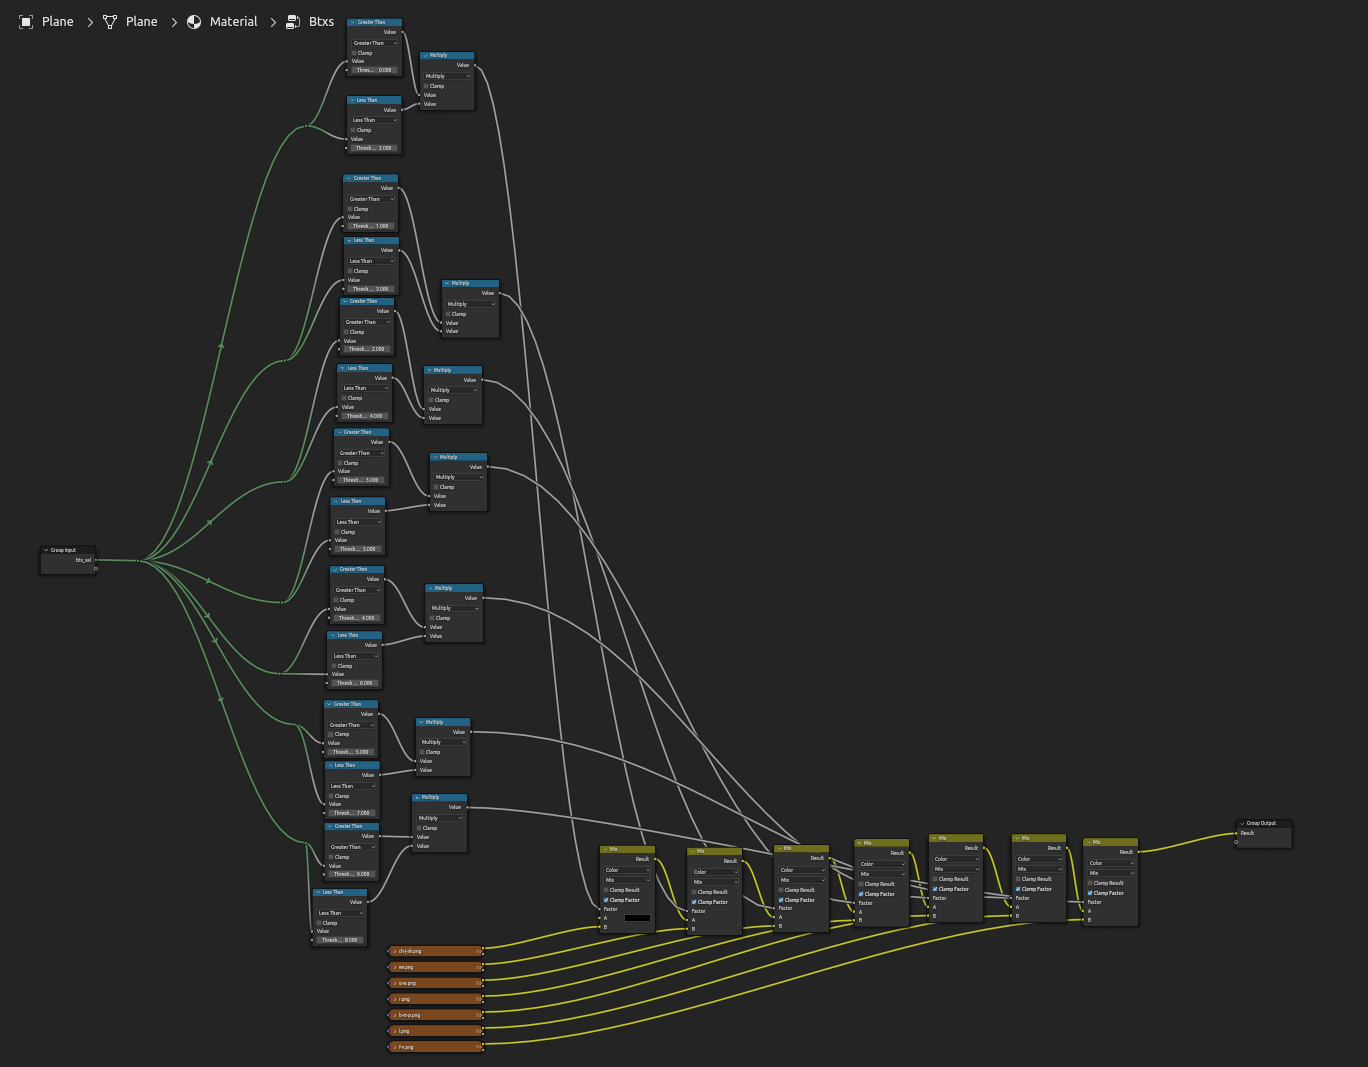 Plane > Plane > Material > Btxs
Greater Than
Value
Greater Than
Clamp
Value
Thres... 0.000
Multiply
Value
Multiply
Clamp
Value
Value
Less Than
Value
Less Than
Clamp
Value
Thresh... 2.000
Greater Than
Value
Greater Than
Clamp
Value
Thresh... 1.000
Less Than
Value
Less Than
Clamp
Value
Thresh... 3.000
Multiply
Value
Multiply
Clamp
Value
Value
Greater Than
Value
Greater Than
Clamp
Value
Thresh... 2.000
Less Than
Value
Less Than
Clamp
Value
Thresh... 4.000
Multiply
Value
Multiply
Clamp
Value
Value
Greater Than
Value
Greater Than
Clamp
Value
Thresh... 3.000
Less Than
Value
Less Than
Clamp
Value
Thresh... 5.000
Multiply
Value
Multiply
Clamp
Value
Value
Group Input
btx_val
Greater Than
Value
Greater Than
Clamp
Value
Thresh... 4.000
Less Than
Value
Less Than
Clamp
Value
Thresh... 6.000
Multiply
Value
Multiply
Clamp
Value
Value
Greater Than
Value
Greater Than
Clamp
Value
Thresh... 5.000
Less Than
Value
Less Than
Clamp
Value
Thresh... 7.000
Multiply
Value
Multiply
Clamp
Value
Value
Greater Than
Value
Greater Than
Clamp
Value
Thresh... 6.000
Less Than
Value
Less Than
Clamp
Value
Thresh... 8.000
Multiply
Value
Multiply
Clamp
Value
Value
Mix
Result
Color
Mix
Clamp Result
Clamp Factor
Factor
A
B
Mix
Result
Color
Mix
Clamp Result
Clamp Factor
Factor
A
B
Mix
Result
Color
Mix
Clamp Result
Clamp Factor
Factor
A
B
Mix
Result
Color
Mix
Clamp Result
Clamp Factor
Factor
A
B
Mix
Result
Color
Mix
Clamp Result
Clamp Factor
Factor
A
B
Mix
Result
Color
Mix
Clamp Result
Clamp Factor
Factor
A
B
Mix
Result
Color
Mix
Clamp Result
Clamp Factor
Factor
A
B
Group Output
Result
ch-j-sh.png
ee.png
q-w.png
r.png
b-m-p.png
l.png
f-v.png